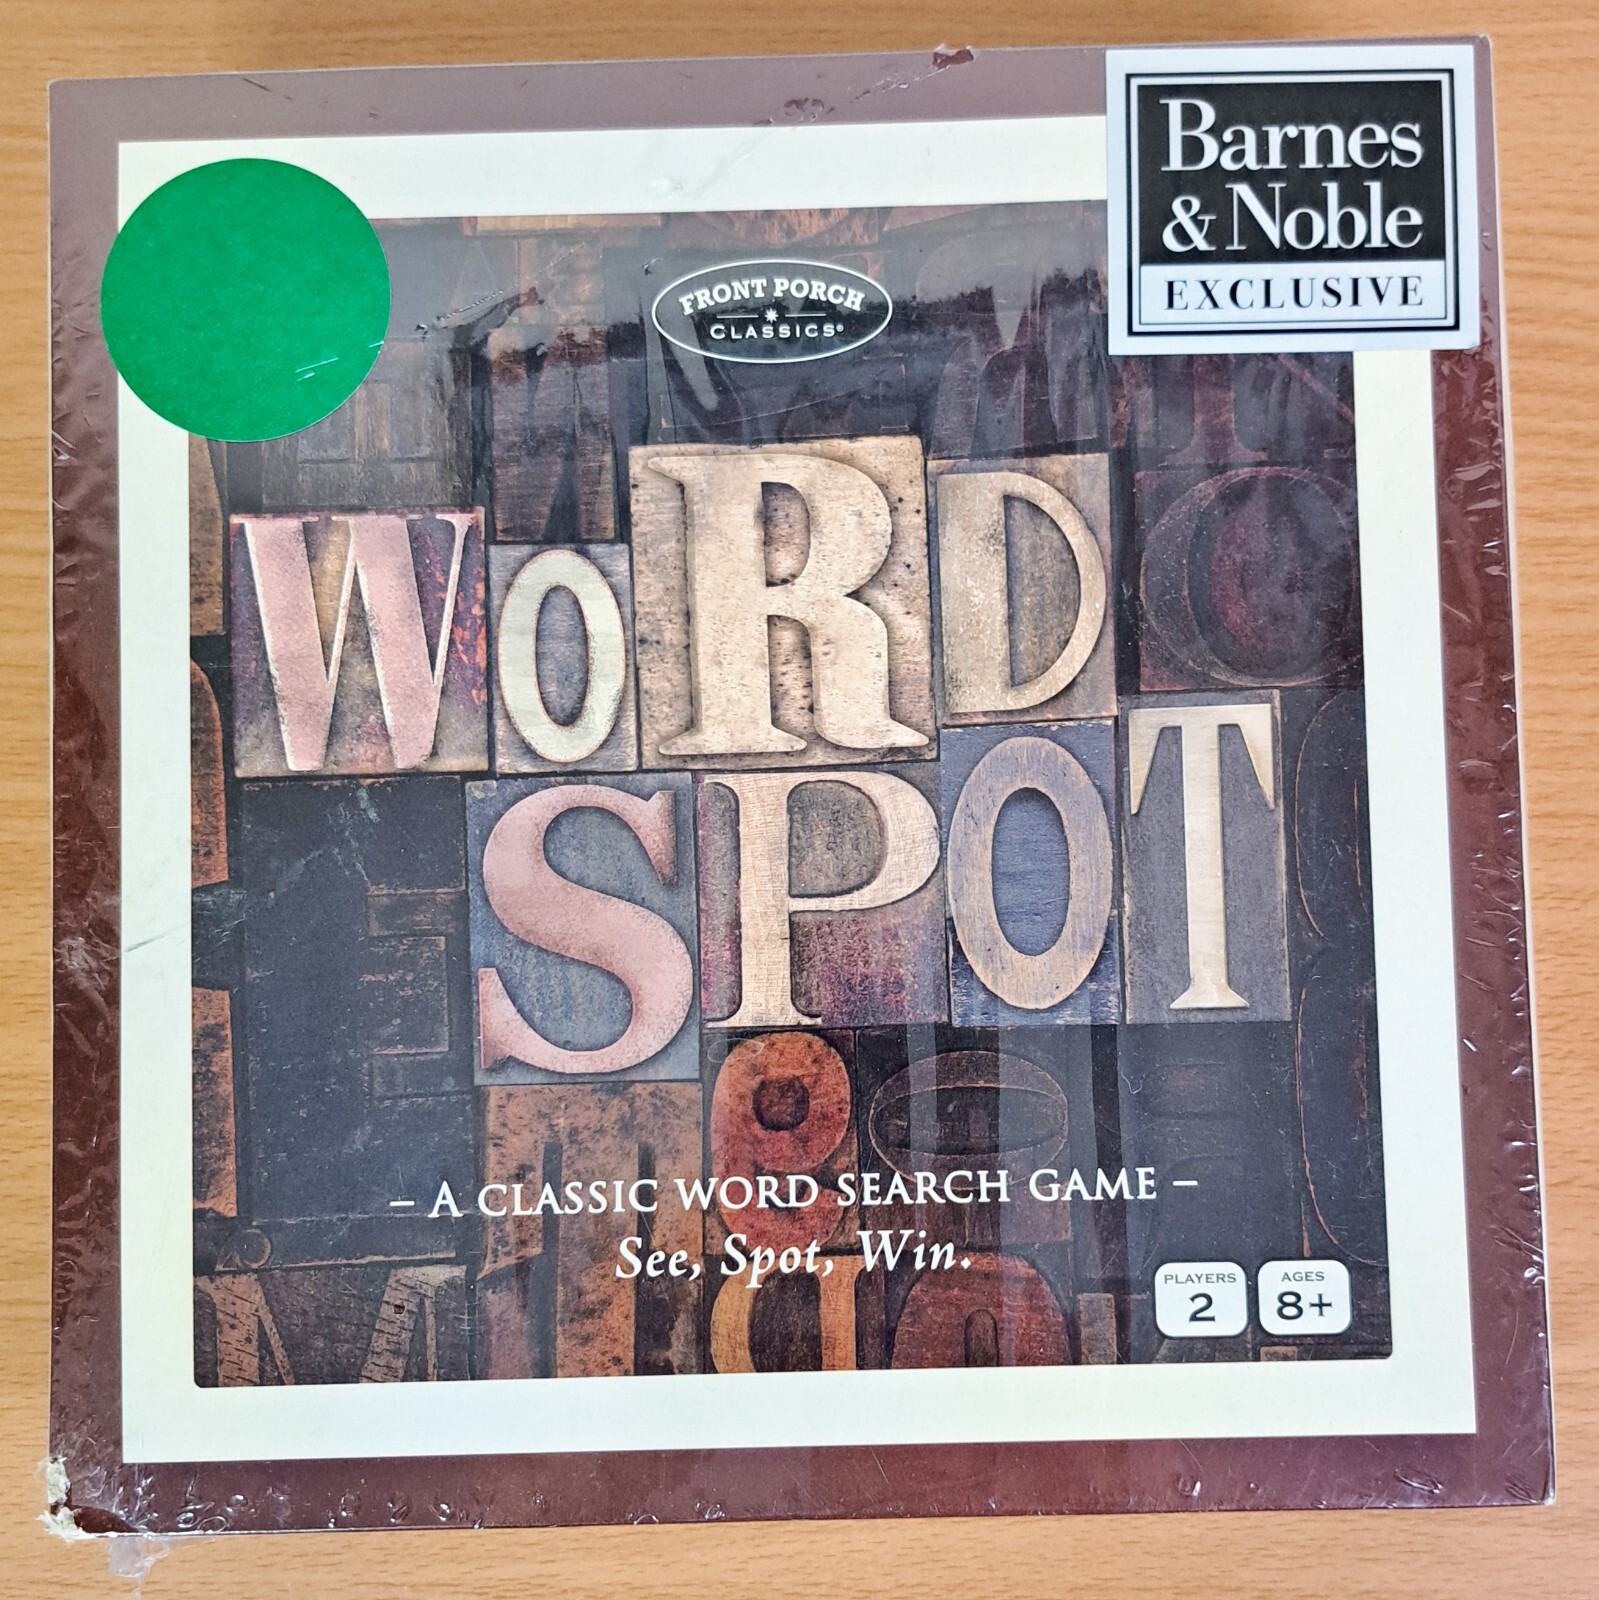 Barnes
& Noble
EXCLUSIVE
FRONT PORCH
CLASSICS®
WORD
SPOT
– A CLASSIC WORD SEARCH GAME –
See, Spot, Win.
PLAYERS
2
AGES
8+